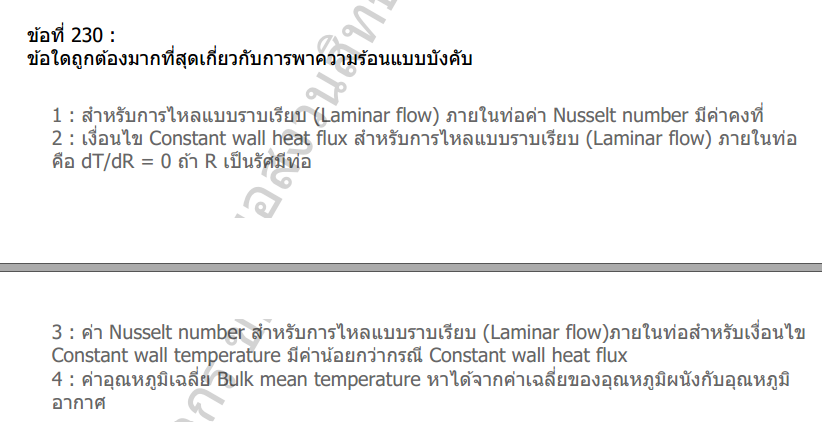 ข้อที่ 230 :
ข้อใดถูกต้องมากที่สุดเกี่ยวกับการพาความร้อนแบบบังคับ
1 : สำหรับการไหลแบบราบเรียบ (Laminar flow) ภายในท่อค่า Nusselt number มีค่าคงที่
2 : เงื่อนไข Constant wall heat flux สำหรับการไหลแบบราบเรียบ (Laminar flow) ภายในท่อ
คือ dT/dR = 0 ถ้า R เป็นรัศมีท่อ
3 : ค่า Nusselt number สำหรับการไหลแบบราบเรียบ (Laminar flow)ภายในท่อสำหรับเงื่อนไข
Constant wall temperature มีค่าน้อยกว่ากรณี Constant wall heat flux
4 : ค่าอุณหภูมิเฉลี่ย Bulk mean temperature หาได้จากค่าเฉลี่ยของอุณหภูมิผนังกับอุณหภูมิ
อากาศ